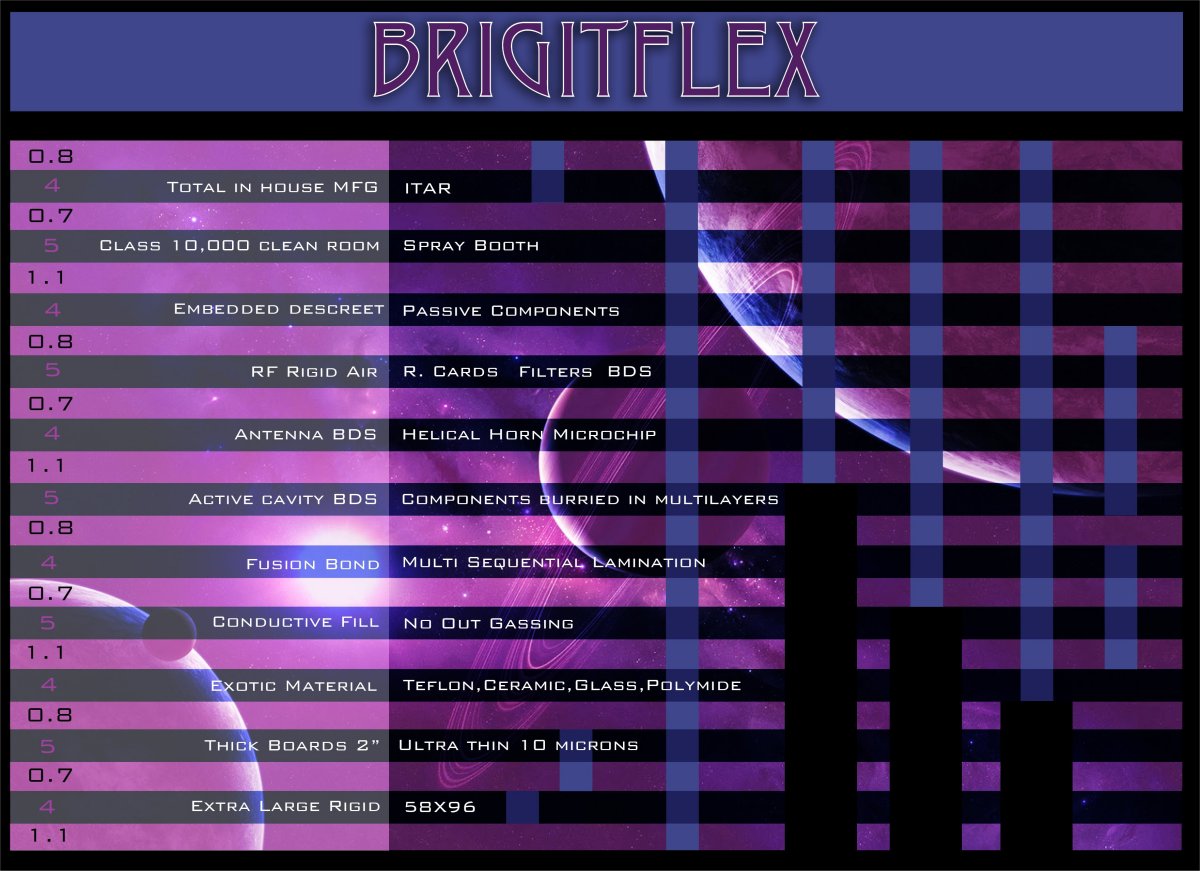 BRIGITFLEX
0.8
4 Total in house MFG ITAR
0.7
5 Class 10,000 clean room Spray Booth
1.1
4 Embedded descreet Passive Components
0.8
5 RF Rigid Air R. Cards Filters BDS
0.7
4 Antenna BDS Helical Horn Microchip
1.1
5 Active cavity BDS Components burried in multilayers
0.8
4 Fusion Bond Multi Sequential Lamination
0.7
5 Conductive Fill No Out Gassing
1.1
4 Exotic Material Teflon,Ceramic,Glass,Polymide
0.8
5 Thick Boards 2” Ultra thin 10 microns
0.7
4 Extra Large Rigid 58X96
1.1